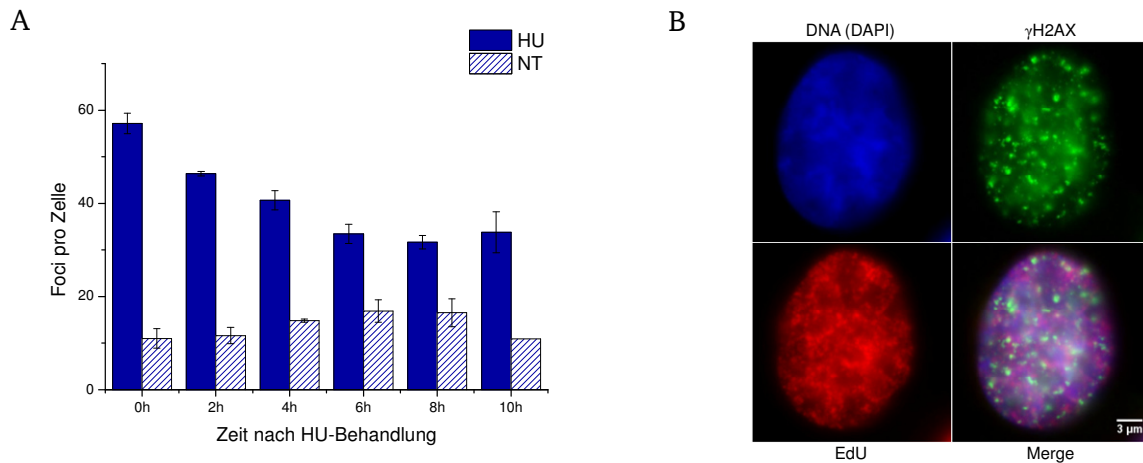 A
HU
NT
60
40
20
0
Foci pro Zelle
0h 2h 4h 6h 8h 10h
Zeit nach HU-Behandlung
B
DNA (DAPI) γH2AX
3 µm
EdU Merge